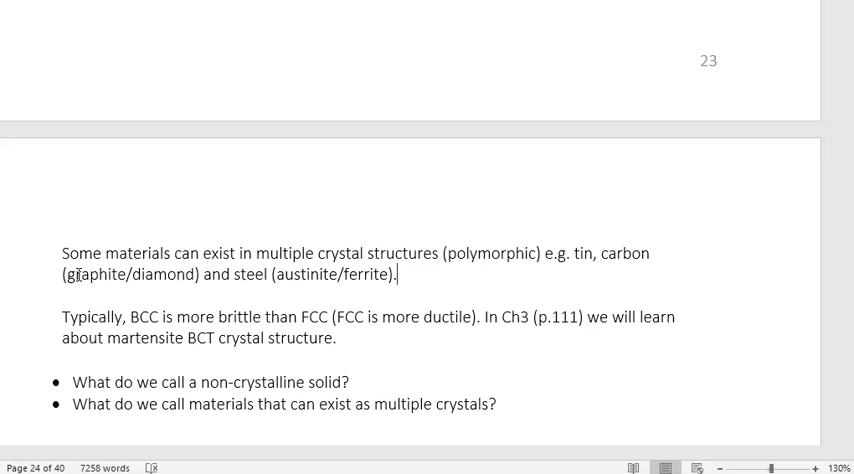 23
Some materials can exist in multiple crystal structures (polymorphic) e.g. tin, carbon
(graphite/diamond) and steel (austinite/ferrite).
Typically, BCC is more brittle than FCC (FCC is more ductile). In Ch3 (p.111) we will learn
about martensite BCT crystal structure.
• What do we call a non-crystalline solid?
• What do we call materials that can exist as multiple crystals?
Page 24 of 40 7258 words 130%